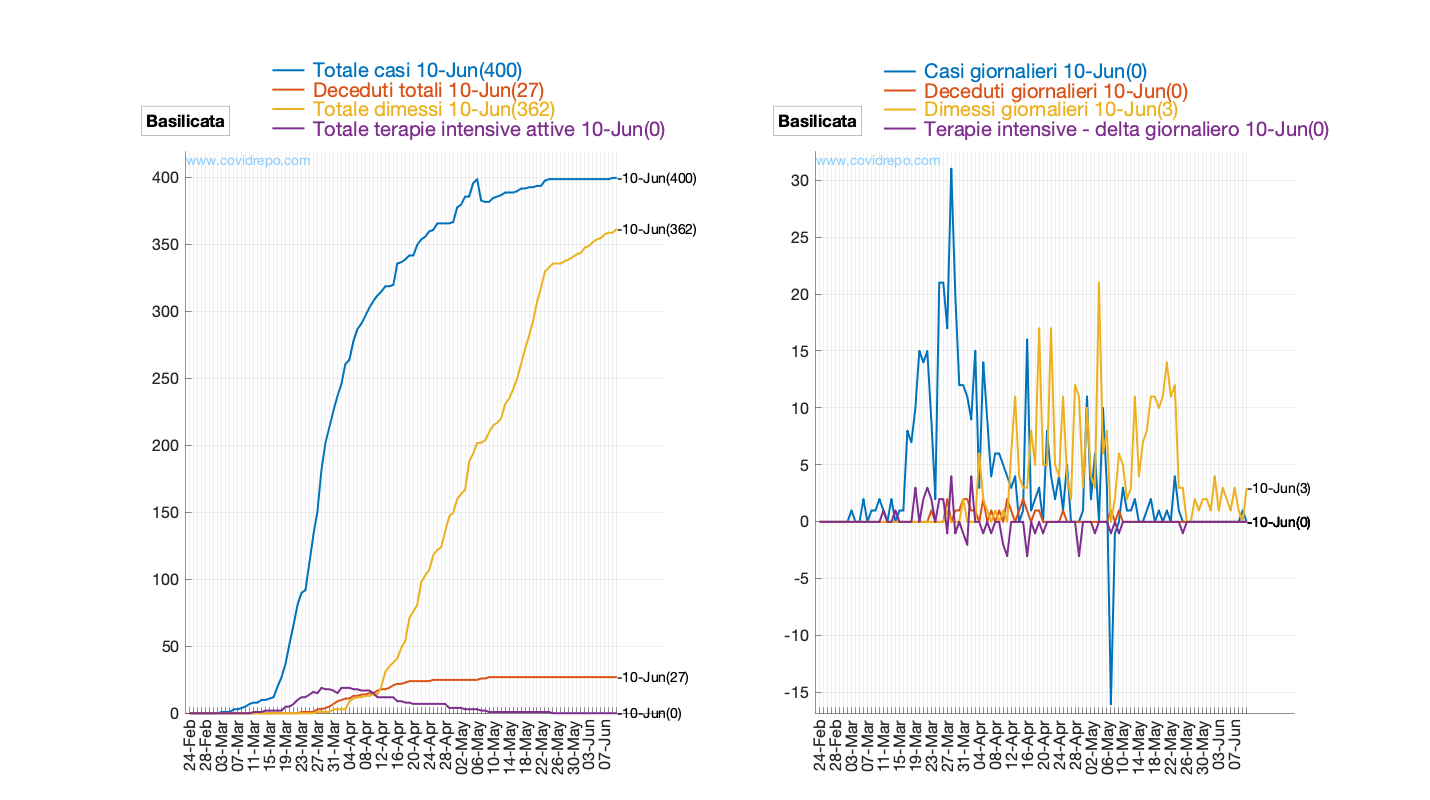 Totale casi 10-Jun(400)
Deceduti totali 10-Jun(27)
Totale dimessi 10-Jun(362)
Totale terapie intensive attive 10-Jun(0)
Basilicata
www.covidrepo.com
400
350
300
250
200
150
100
50
0
-10-Jun(400)
-10-Jun(362)
-10-Jun(27)
-10-Jun(0)
24-Feb
28-Feb
03-Mar
07-Mar
11-Mar
15-Mar
19-Mar
23-Mar
27-Mar
31-Mar
04-Apr
08-Apr
12-Apr
16-Apr
20-Apr
24-Apr
28-Apr
02-May
06-May
10-May
14-May
18-May
22-May
26-May
30-May
03-Jun
07-Jun
Casi giornalieri 10-Jun(0)
Deceduti giornalieri 10-Jun(0)
Dimessi giornalieri 10-Jun(3)
Terapie intensive - delta giornaliero 10-Jun(0)
Basilicata
www.covidrepo.com
30
25
20
15
10
5
0
-5
-10
-15
-10-Jun(3)
-10-Jun(0)
24-Feb
28-Feb
03-Mar
07-Mar
11-Mar
15-Mar
19-Mar
23-Mar
27-Mar
31-Mar
04-Apr
08-Apr
12-Apr
16-Apr
20-Apr
24-Apr
28-Apr
02-May
06-May
10-May
14-May
18-May
22-May
26-May
30-May
03-Jun
07-Jun